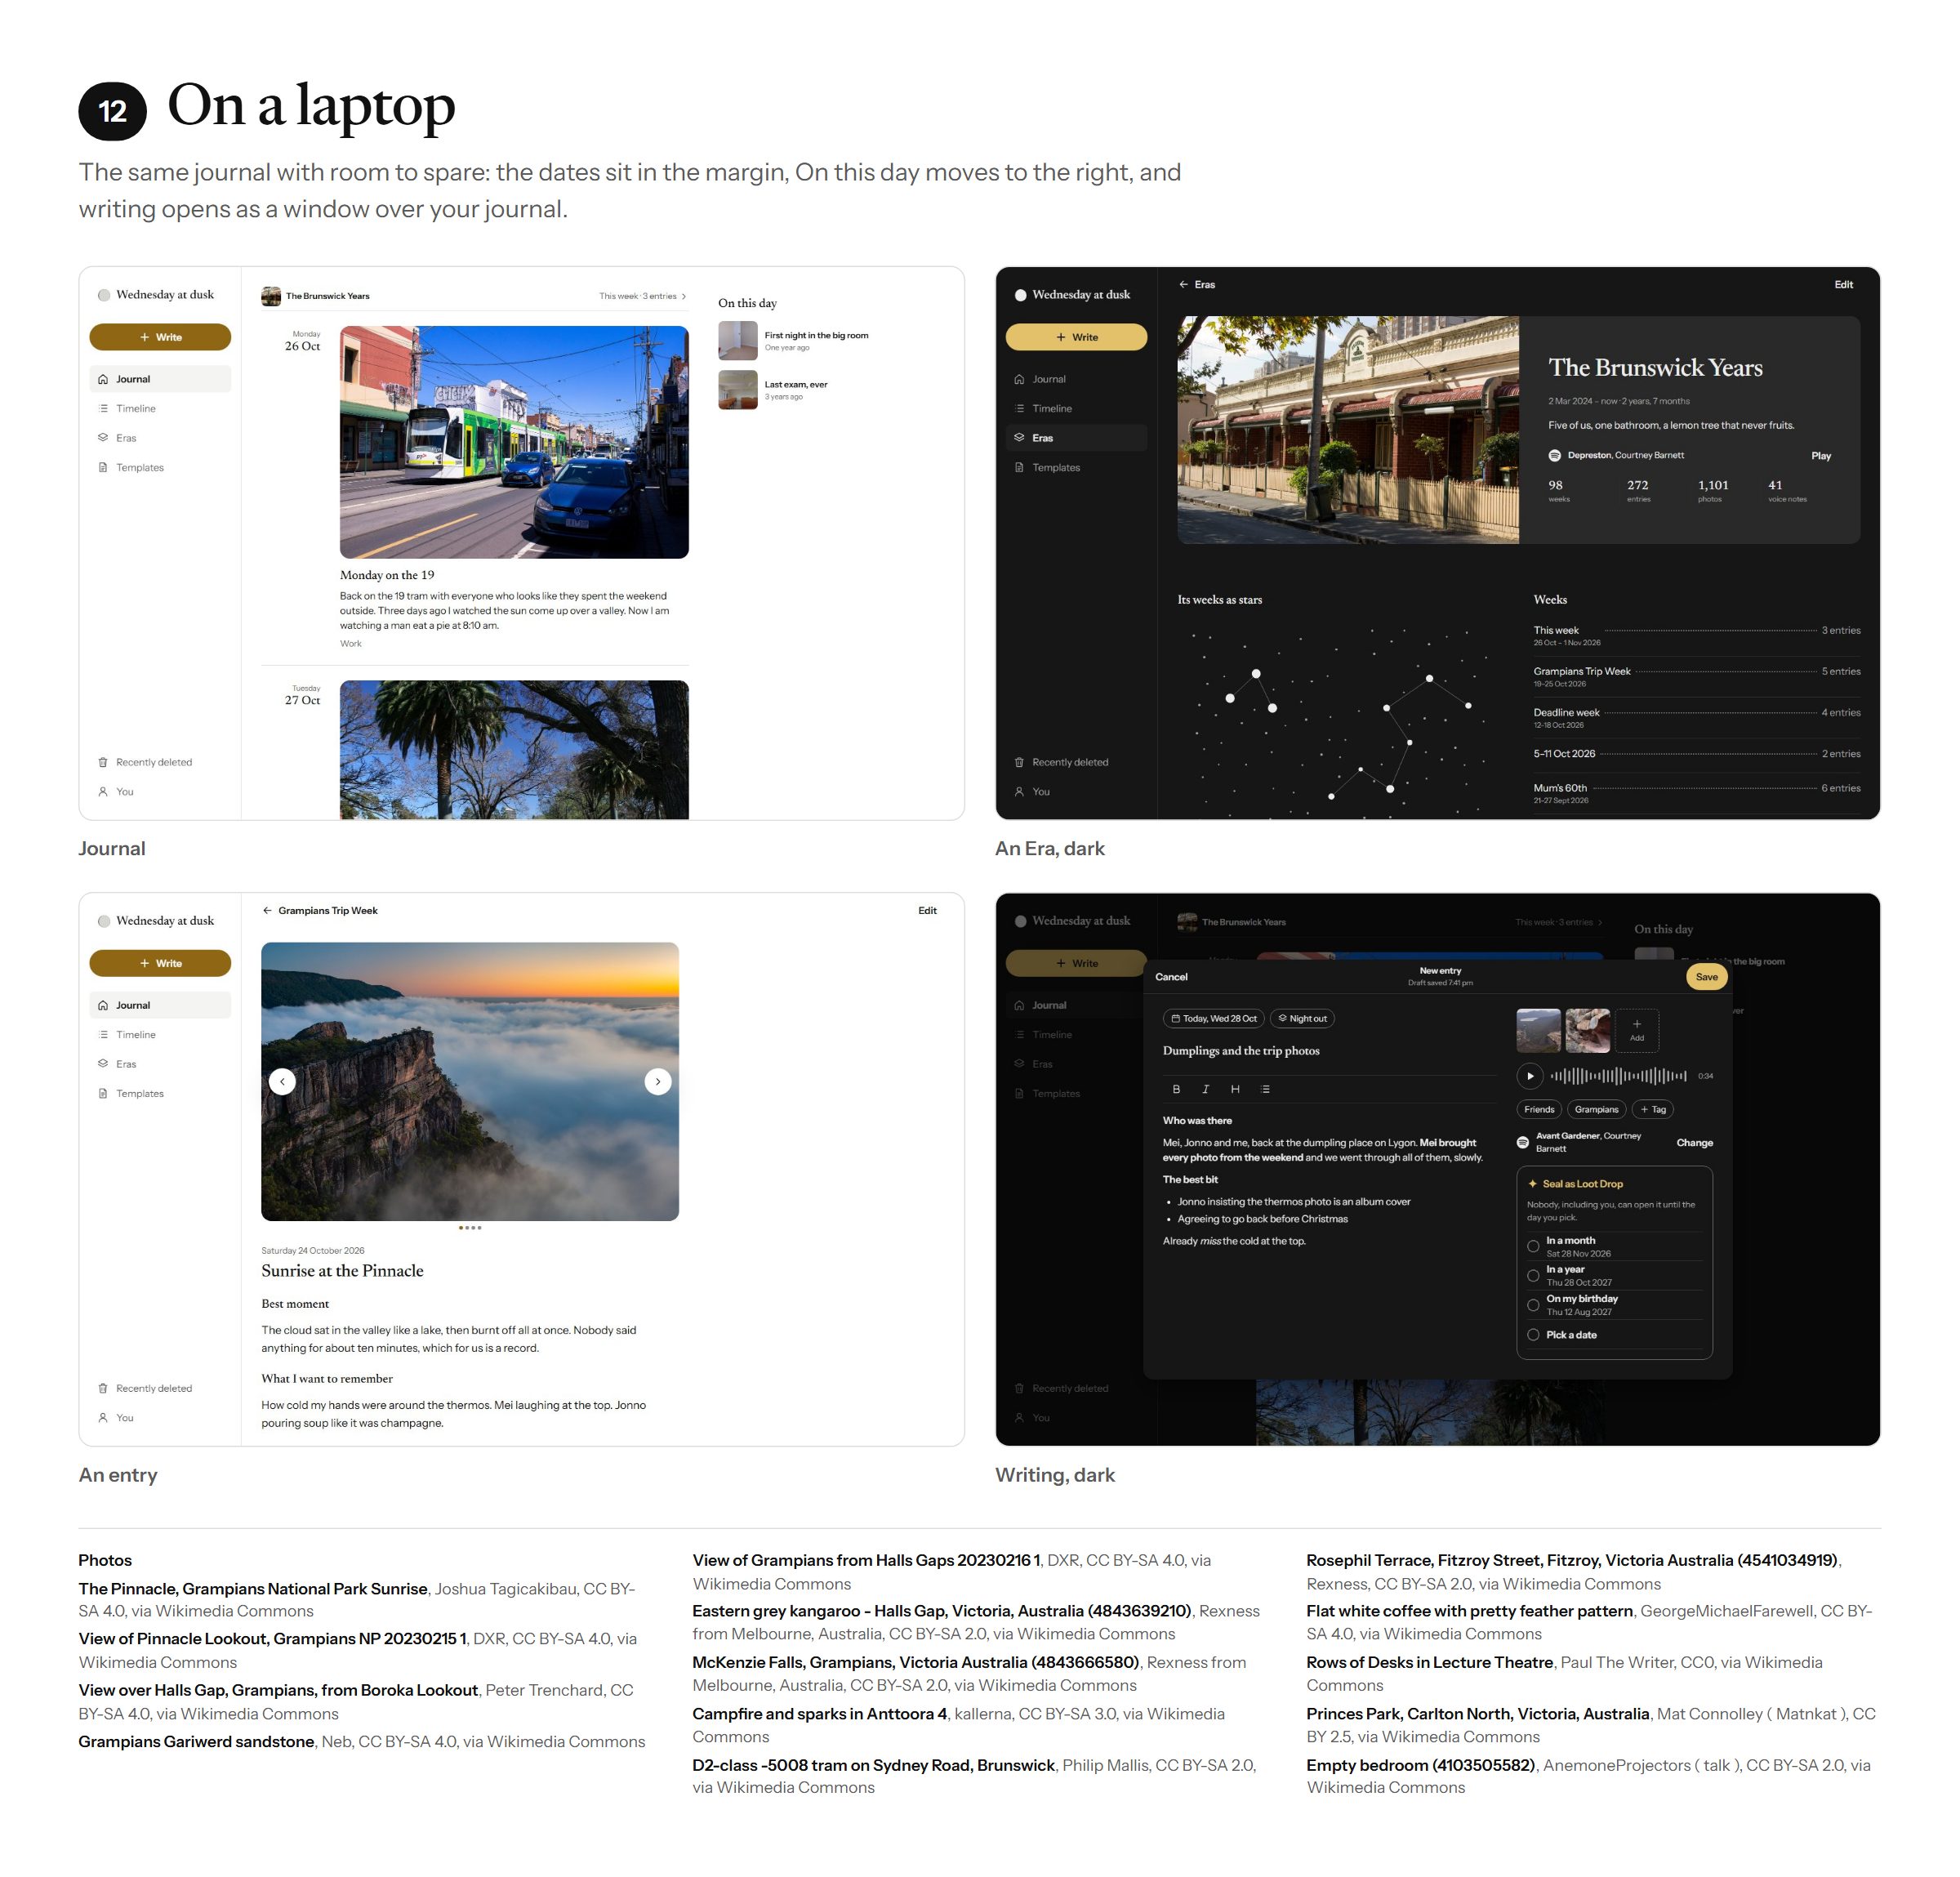 12 On a laptop
The same journal with room to spare: the dates sit in the margin, On this day moves to the right, and
writing opens as a window over your journal.
Wednesday at dusk
+ Write
Journal
Timeline
Eras
Templates
Recently deleted
You
The Brunswick Years
This week · 3 entries
Monday
26 Oct
Monday on the 19
Back on the 19 tram with everyone who looks like they spent the weekend
outside. Three days ago I watched the sun come up over a valley. Now I am
watching a man eat a pie at 8:10 am.
Work
Tuesday
27 Oct
On this day
First night in the big room
One year ago
Last exam, ever
3 years ago
Journal
Wednesday at dusk
+ Write
Journal
Timeline
Eras
Templates
Recently deleted
You
Eras
Edit
The Brunswick Years
2 Mar 2024 – now · 2 years, 7 months
Five of us, one bathroom, a lemon tree that never fruits.
Depreston, Courtney Barnett
Play
98 weeks
272 entries
1,101 photos
41 voice notes
Its weeks as stars
Weeks
This week 3 entries
26 Oct – 1 Nov 2026
Grampians Trip Week 5 entries
19–25 Oct 2026
Deadline week 4 entries
12–18 Oct 2026
5–11 Oct 2026 2 entries
Mum's 60th 6 entries
21–27 Sept 2026
An Era, dark
Wednesday at dusk
+ Write
Journal
Timeline
Eras
Templates
Recently deleted
You
Grampians Trip Week
Edit
Saturday 24 October 2026
Sunrise at the Pinnacle
Best moment
The cloud sat in the valley like a lake, then burnt off all at once. Nobody said
anything for about ten minutes, which for us is a record.
What I want to remember
How cold my hands were around the thermos. Mei laughing at the top. Jonno
pouring soup like it was champagne.
An entry
Wednesday at dusk
+ Write
Journal
Timeline
Eras
Templates
Recently deleted
You
The Brunswick Years
This week · 3 entries
On this day
the big room
Cancel
New entry
Draft saved 7:41 pm
Save
Today, Wed 28 Oct
Night out
Dumplings and the trip photos
B I H
Who was there
Mei, Jonno and me, back at the dumpling place on Lygon. Mei brought
every photo from the weekend and we went through all of them, slowly.
The best bit
• Jonno insisting the thermos photo is an album cover
• Agreeing to go back before Christmas
Already miss the cold at the top.
+ Add
0:34
Friends
Grampians
+ Tag
Avant Gardener, Courtney
Barnett
Change
Seal as Loot Drop
Nobody, including you, can open it until the
day you pick.
In a month
Sat 28 Nov 2026
In a year
Thu 28 Oct 2027
On my birthday
Thu 12 Aug 2027
Pick a date
Writing, dark
Photos
The Pinnacle, Grampians National Park Sunrise, Joshua Tagicakibau, CC BY-
SA 4.0, via Wikimedia Commons
View of Pinnacle Lookout, Grampians NP 20230215 1, DXR, CC BY-SA 4.0, via
Wikimedia Commons
View over Halls Gap, Grampians, from Boroka Lookout, Peter Trenchard, CC
BY-SA 4.0, via Wikimedia Commons
Grampians Gariwerd sandstone, Neb, CC BY-SA 4.0, via Wikimedia Commons
View of Grampians from Halls Gaps 20230216 1, DXR, CC BY-SA 4.0, via
Wikimedia Commons
Eastern grey kangaroo - Halls Gap, Victoria, Australia (4843639210), Rexness
from Melbourne, Australia, CC BY-SA 2.0, via Wikimedia Commons
McKenzie Falls, Grampians, Victoria Australia (4843666580), Rexness from
Melbourne, Australia, CC BY-SA 2.0, via Wikimedia Commons
Campfire and sparks in Anttoora 4, kallerna, CC BY-SA 3.0, via Wikimedia
Commons
D2-class -5008 tram on Sydney Road, Brunswick, Philip Mallis, CC BY-SA 2.0,
via Wikimedia Commons
Rosephil Terrace, Fitzroy Street, Fitzroy, Victoria Australia (4541034919),
Rexness, CC BY-SA 2.0, via Wikimedia Commons
Flat white coffee with pretty feather pattern, GeorgeMichaelFarewell, CC BY-
SA 4.0, via Wikimedia Commons
Rows of Desks in Lecture Theatre, Paul The Writer, CC0, via Wikimedia
Commons
Princes Park, Carlton North, Victoria, Australia, Mat Connolley ( Matnkat ), CC
BY 2.5, via Wikimedia Commons
Empty bedroom (4103505582), AnemoneProjectors ( talk ), CC BY-SA 2.0, via
Wikimedia Commons